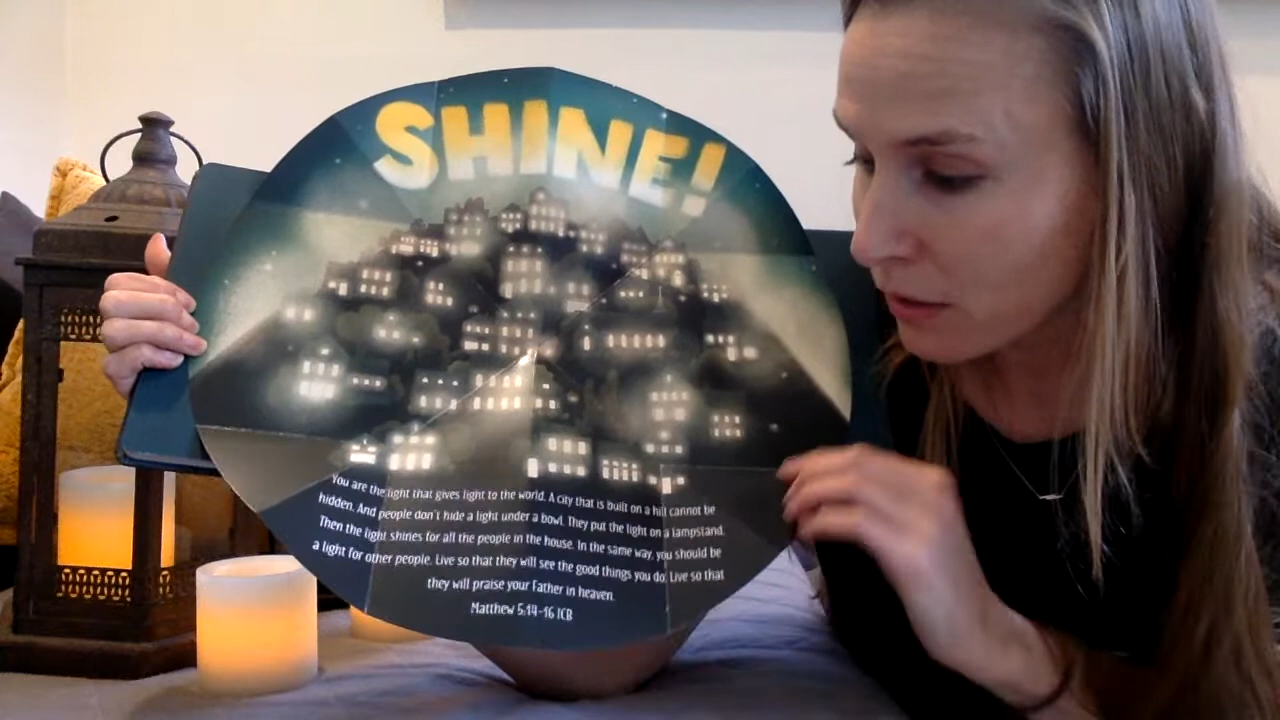 SHINE!
You are the light that gives light to the world. A city that is built on a hill cannot be
hidden. And people don't hide a light under a bowl. They put the light on a lampstand.
Then the light shines for all the people in the house. In the same way, you should be
a light for other people. Live so that they will see the good things you do. Live so that
they will praise your Father in heaven.
Matthew 5:14-16 ICB